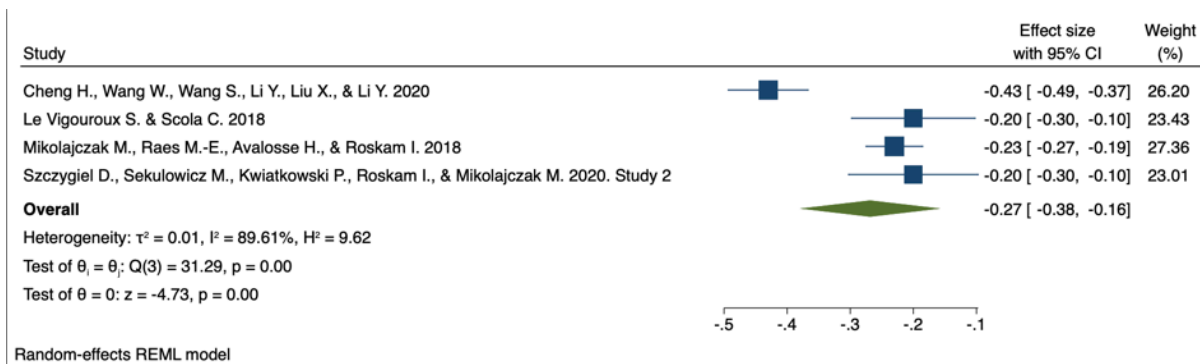 Effect size Weight
Study with 95% CI (%)
Cheng H., Wang W., Wang S., Li Y., Liu X., & Li Y. 2020 -0.43 [ -0.49, -0.37] 26.20
Le Vigouroux S. & Scola C. 2018 -0.20 [ -0.30, -0.10] 23.43
Mikolajczak M., Raes M.-E., Avalosse H., & Roskam I. 2018 -0.23 [ -0.27, -0.19] 27.36
Szczygiel D., Sekulowicz M., Kwiatkowski P., Roskam I., & Mikolajczak M. 2020. Study 2 -0.20 [ -0.30, -0.10] 23.01
Overall -0.27 [ -0.38, -0.16]
Heterogeneity: τ² = 0.01, I² = 89.61%, H² = 9.62
Test of θᵢ = θⱼ: Q(3) = 31.29, p = 0.00
Test of θ = 0: z = -4.73, p = 0.00
-.5 -.4 -.3 -.2 -.1
Random-effects REML model